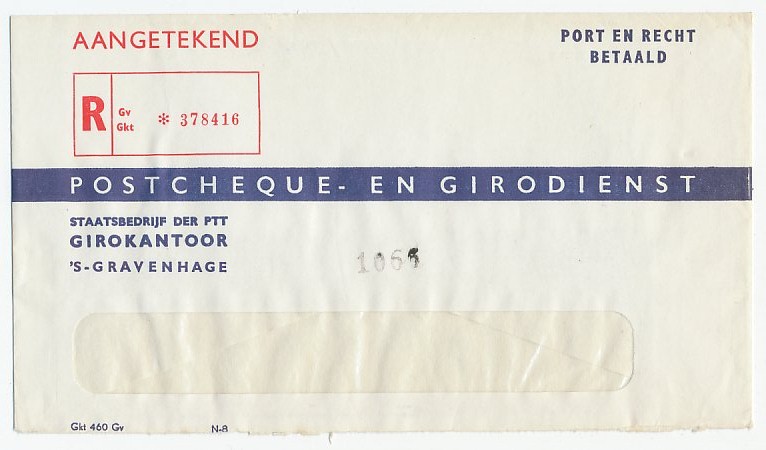 AANGETEKEND
PORT EN RECHT
BETAALD
R Gv
Gkt * 378416
POSTCHEQUE- EN GIRODIENST
STAATSBEDRIJF DER PTT
GIROKANTOOR
'S-GRAVENHAGE
Gkt 460 Gv N-8